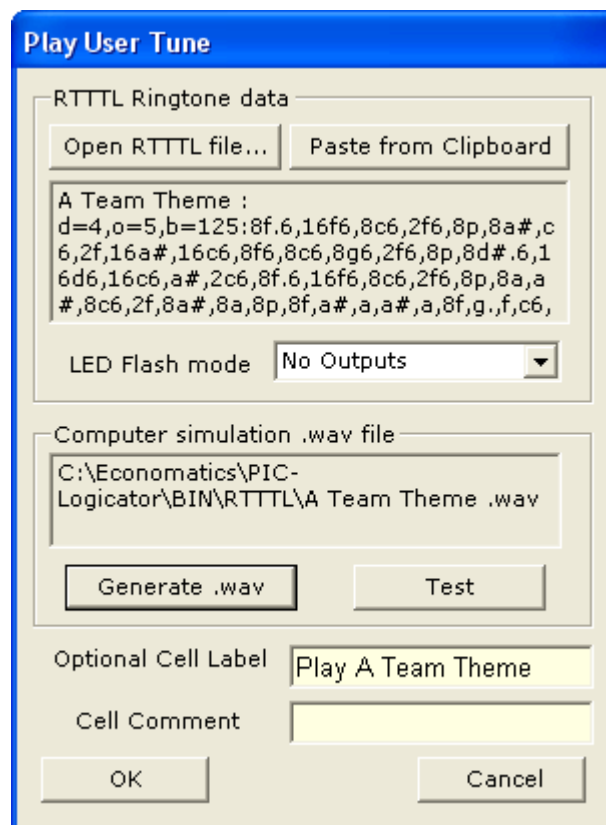 Play User Tune
RTTTL Ringtone data
Open RTTTL file... Paste from Clipboard
A Team Theme :
d=4,o=5,b=125:8f.6,16f6,8c6,2f6,8p,8a#,c
6,2f,16a#,16c6,8f6,8c6,8g6,2f6,8p,8d#.6,1
6d6,16c6,a#,2c6,8f.6,16f6,8c6,2f6,8p,8a,a
#,8c6,2f,8a#,8a,8p,8f,a#,a,a#,a,8f,g.,f,c6,
LED Flash mode No Outputs
Computer simulation .wav file
C:\Economatics\PIC-
Logicator\BIN\RTTTL\A Team Theme .wav
Generate .wav Test
Optional Cell Label Play A Team Theme
Cell Comment
OK Cancel